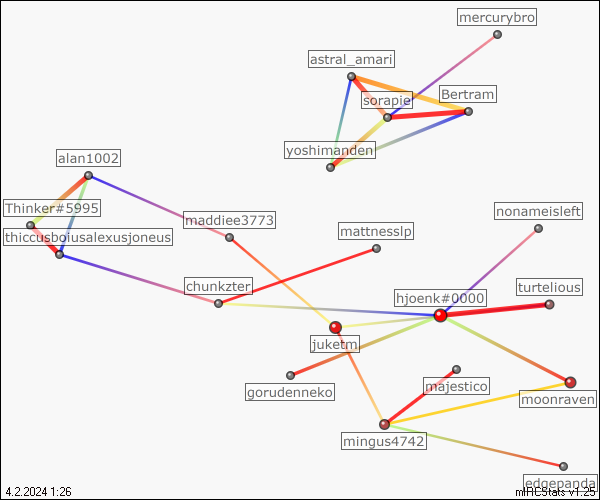 mercurybro
astral_amari
sorapie
Bertram
yoshimanden
alan1002
Thinker#5995
thiccusboiusalexusjoneus
maddiee3773
nonameisleft
mattnesslp
chunkzter
hjoenk#0000
turtelious
juketm
gorudenneko
majestico
moonraven
mingus4742
edgepanda
4.2.2024 1:26
mIRCStats v1.25